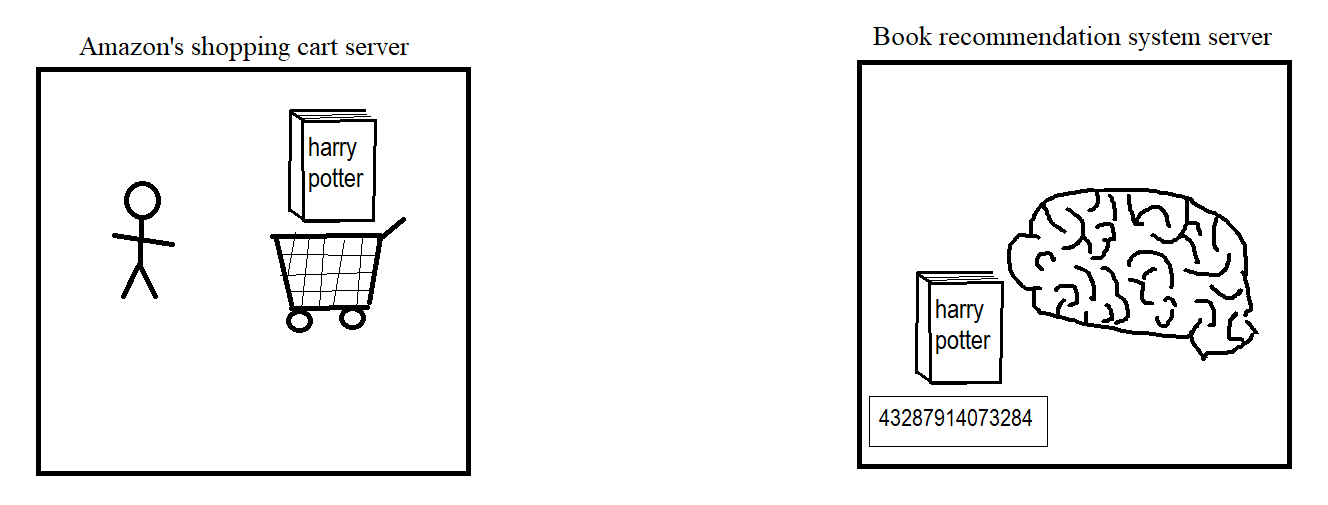 Amazon's shopping cart server
harry
potter
Book recommendation system server
harry
potter
43287914073284